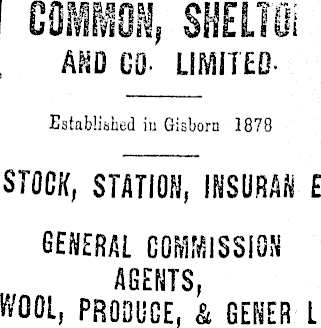 COMMON, SHELTO
AND CO. LIMITED.
Established in Gisborn 1878
STOCK, STATION, INSURAN E
GENERAL COMMISSION
AGENTS,
WOOL, PRODUCE, & GENER L